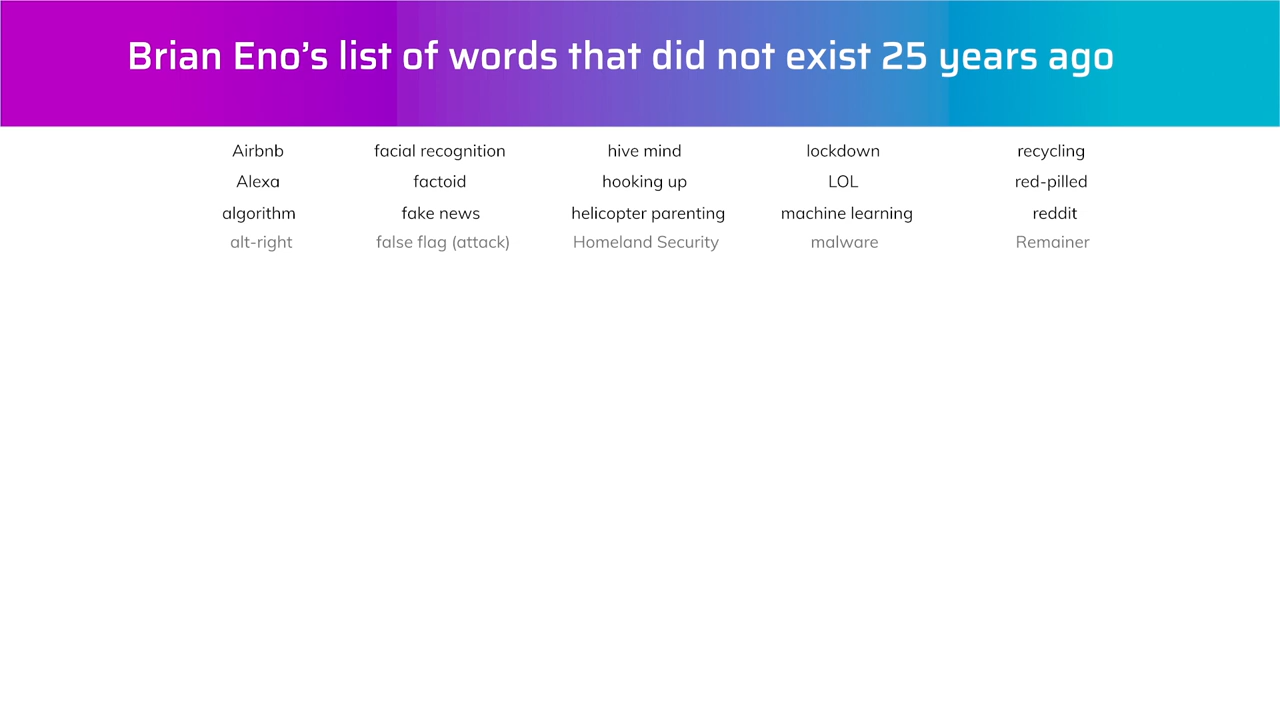 Brian Eno’s list of words that did not exist 25 years ago
Airbnb facial recognition hive mind lockdown recycling
Alexa factoid hooking up LOL red-pilled
algorithm fake news helicopter parenting machine learning reddit
alt-right false flag (attack) Homeland Security malware Remainer